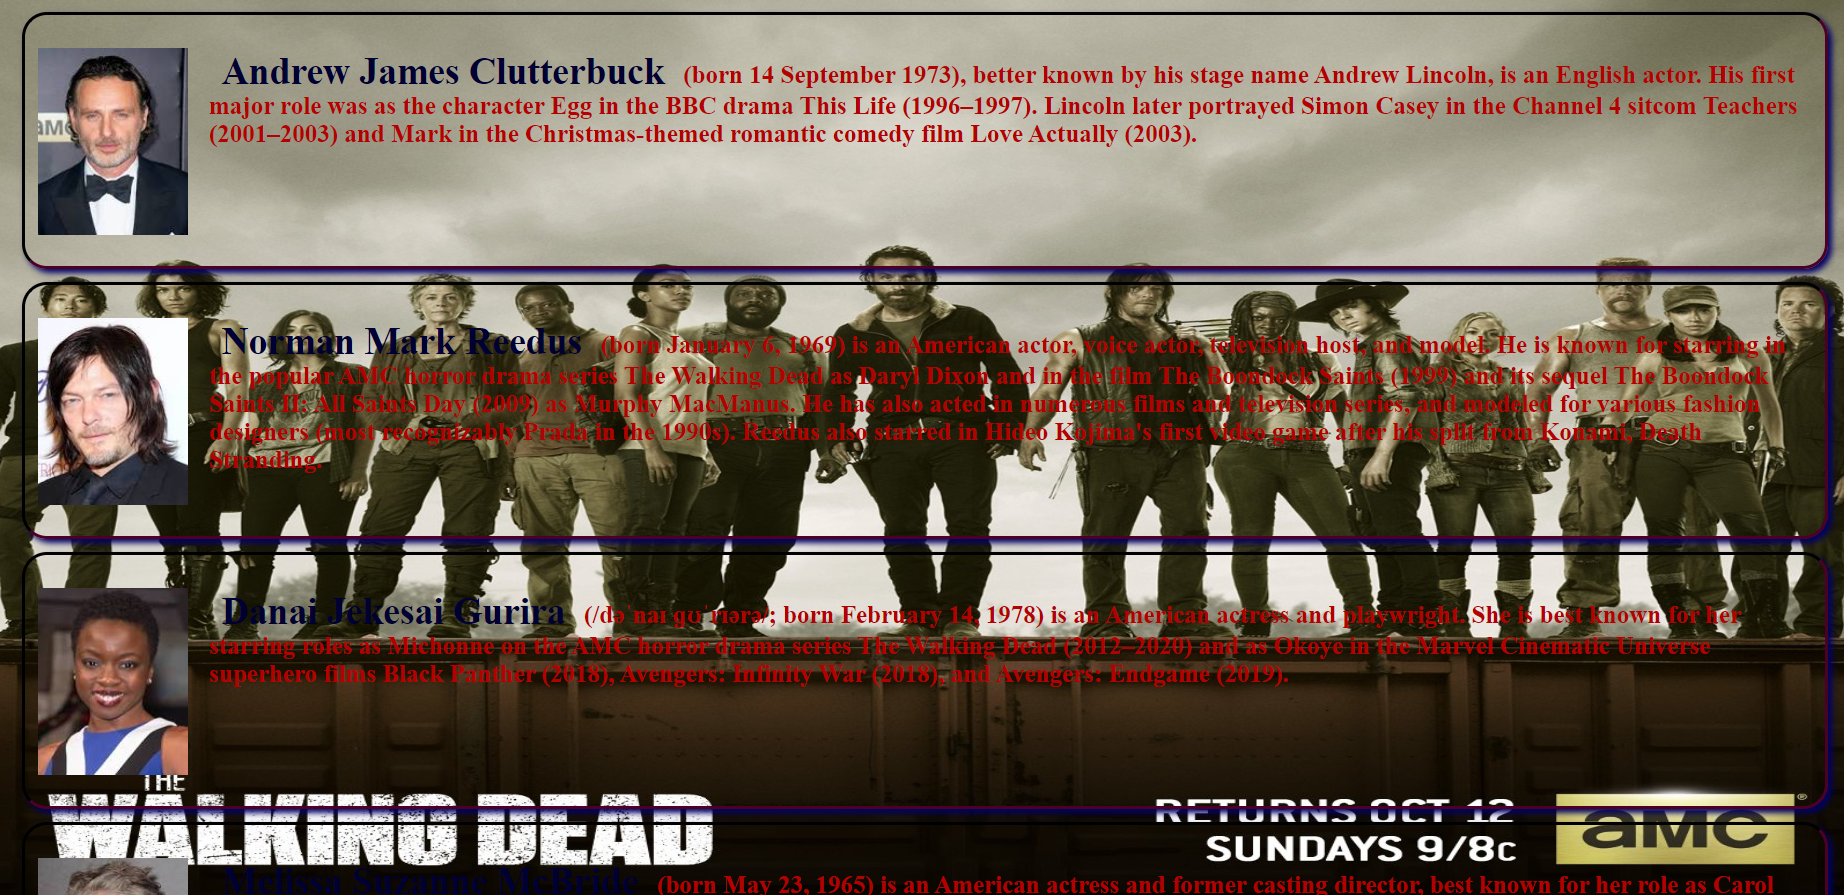 Andrew James Clutterbuck (born 14 September 1973), better known by his stage name Andrew Lincoln, is an English actor. His first
major role was as the character Egg in the BBC drama This Life (1996–1997). Lincoln later portrayed Simon Casey in the Channel 4 sitcom Teachers
(2001–2003) and Mark in the Christmas-themed romantic comedy film Love Actually (2003).
Norman Mark Reedus (born January 6, 1969) is an American actor, voice actor, television host, and model. He is known for starring in
the popular AMC horror drama series The Walking Dead as Daryl Dixon and in the film The Boondock Saints (1999) and its sequel The Boondock
Saints II: All Saints Day (2009) as Murphy MacManus. He has also acted in numerous films and television series, and modeled for various fashion
designers (most recognizably Prada in the 1990s). Reedus also starred in Hideo Kojima's first video game after his split from Konami, Death
Stranding.
Danai Jekesai Gurira (/dəˈnaɪ ɡʊˈrɪərə/; born February 14, 1978) is an American actress and playwright. She is best known for her
starring roles as Michonne on the AMC horror drama series The Walking Dead (2012–2020) and as Okoye in the Marvel Cinematic Universe
superhero films Black Panther (2018), Avengers: Infinity War (2018), and Avengers: Endgame (2019).
THE
WALKING DEAD
RETURNS OCT 12
SUNDAYS 9/8c
aMC®
Melissa Suzanne McBride (born May 23, 1965) is an American actress and former casting director, best known for her role as Carol